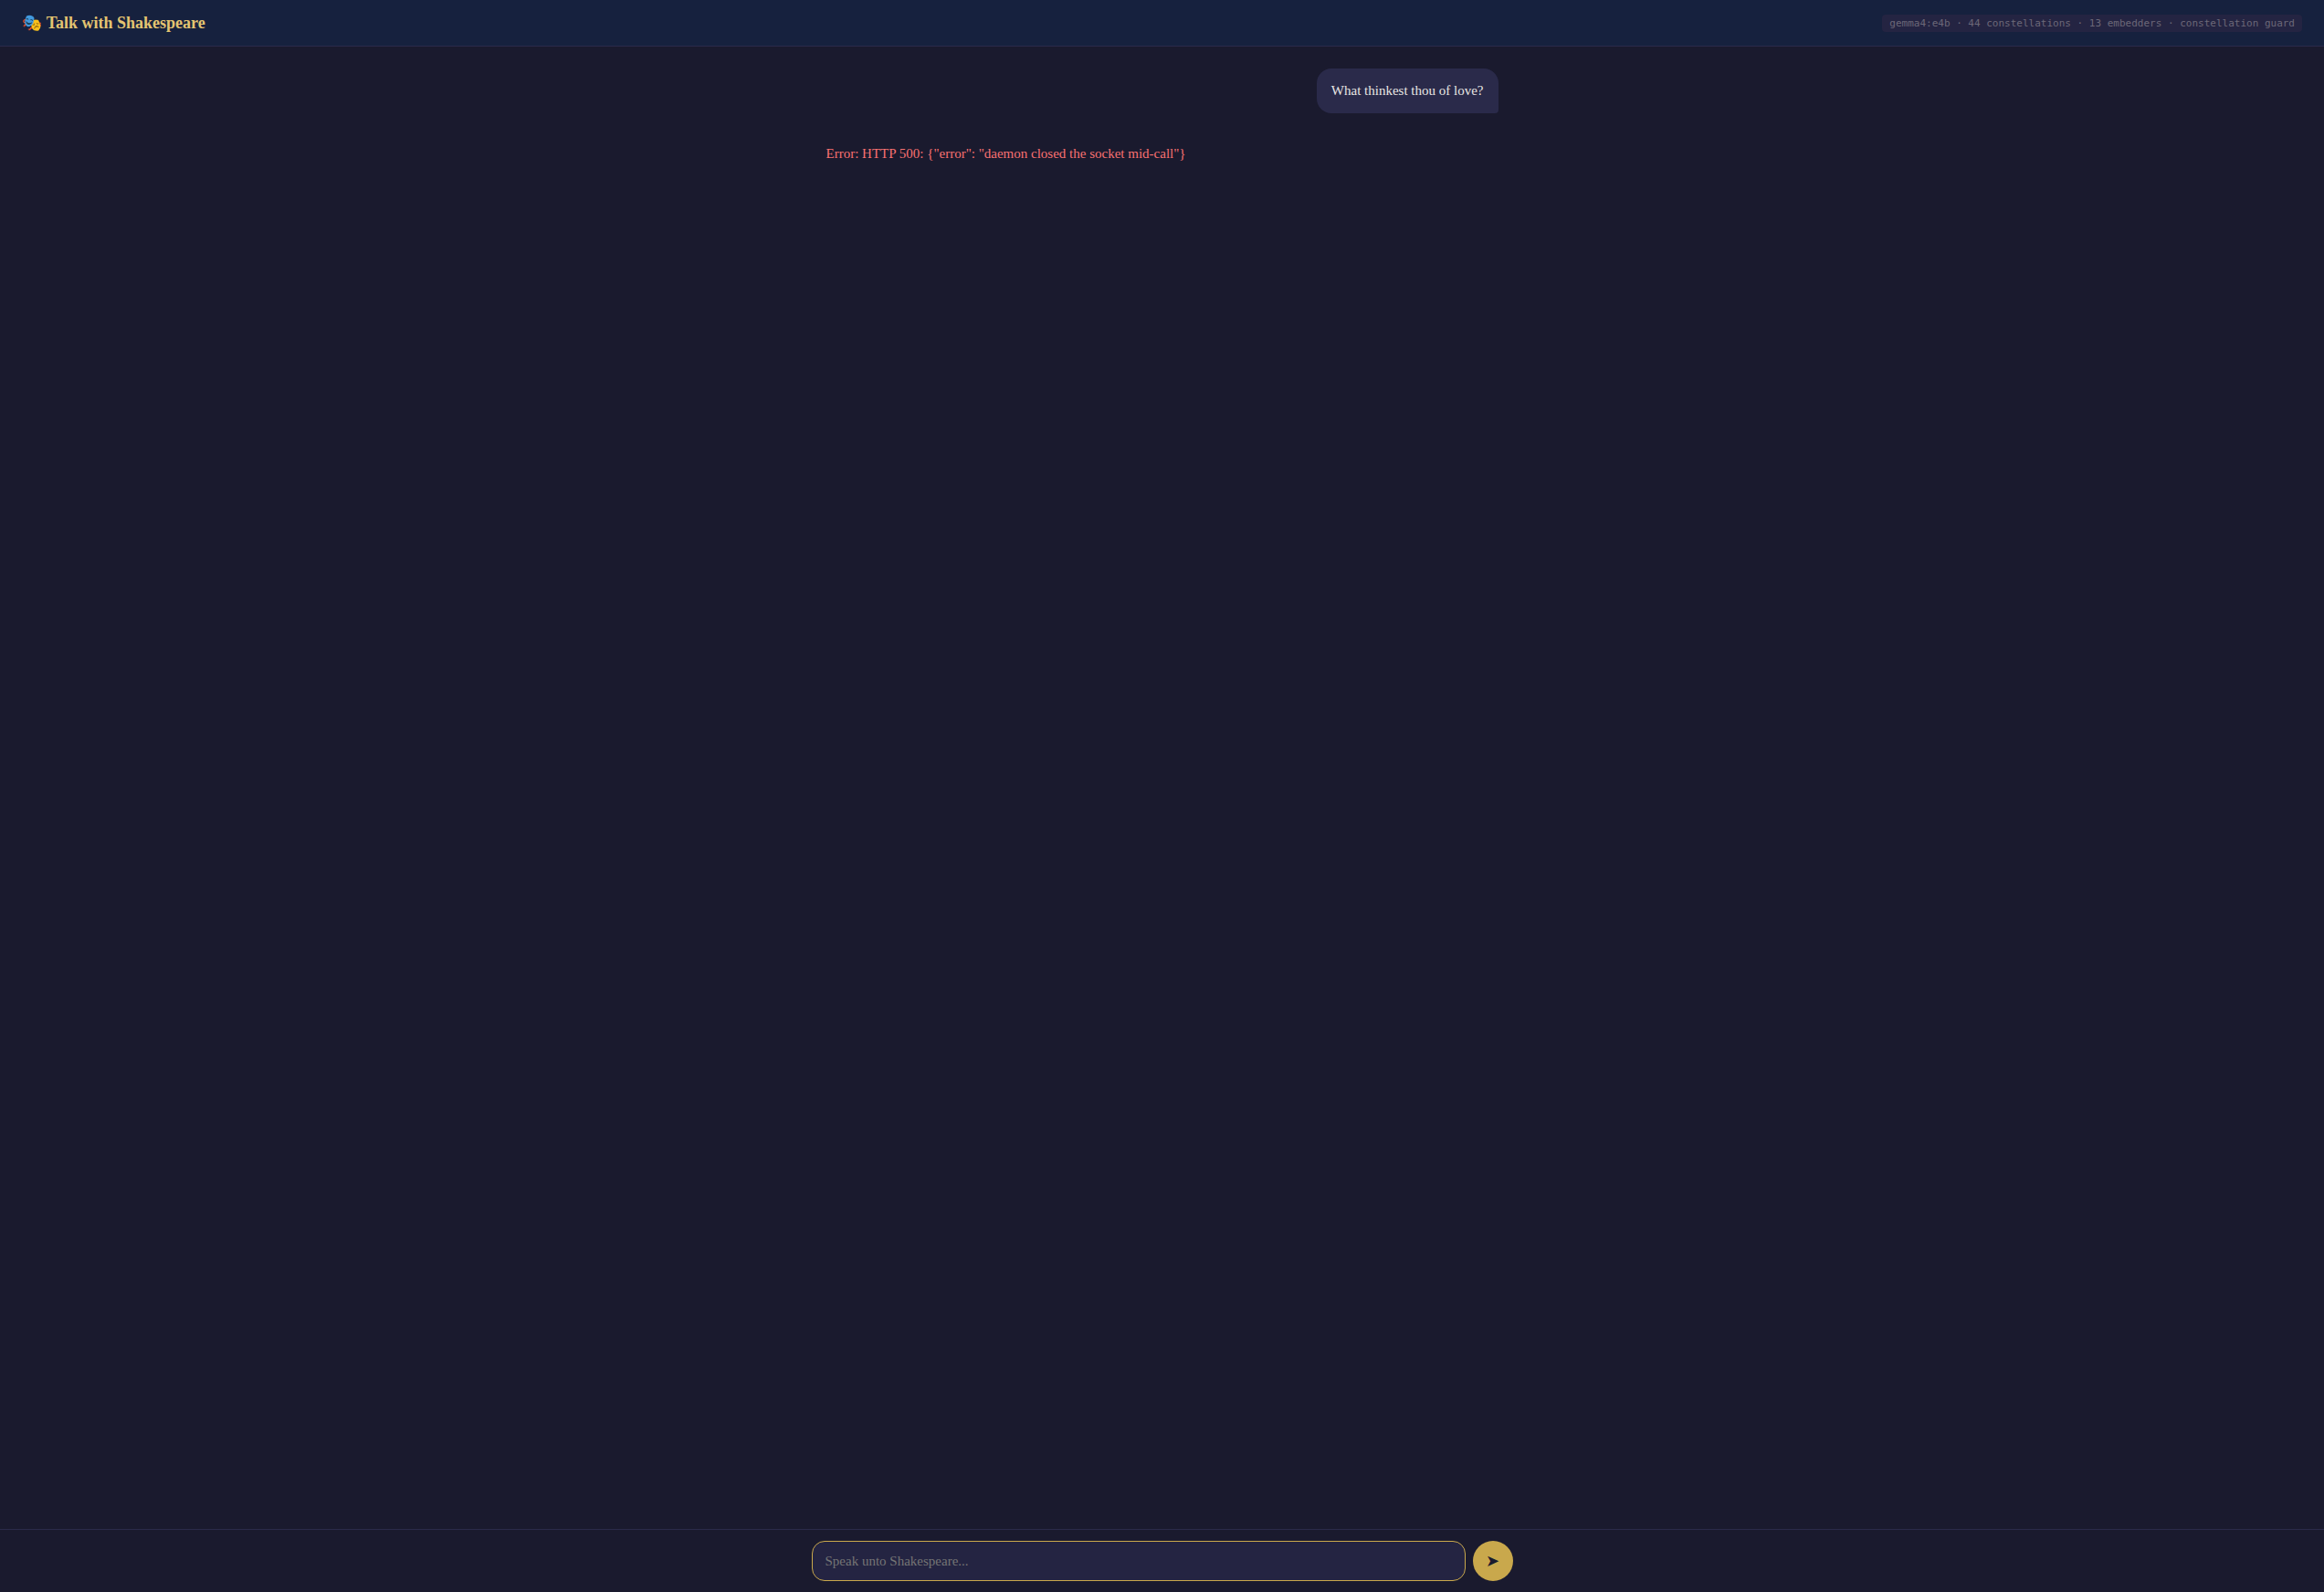 🎭 Talk with Shakespeare
gemma4:e4b · 44 constellations · 13 embedders · constellation guard
What thinkest thou of love?
Error: HTTP 500: {"error": "daemon closed the socket mid-call"}
Speak unto Shakespeare...